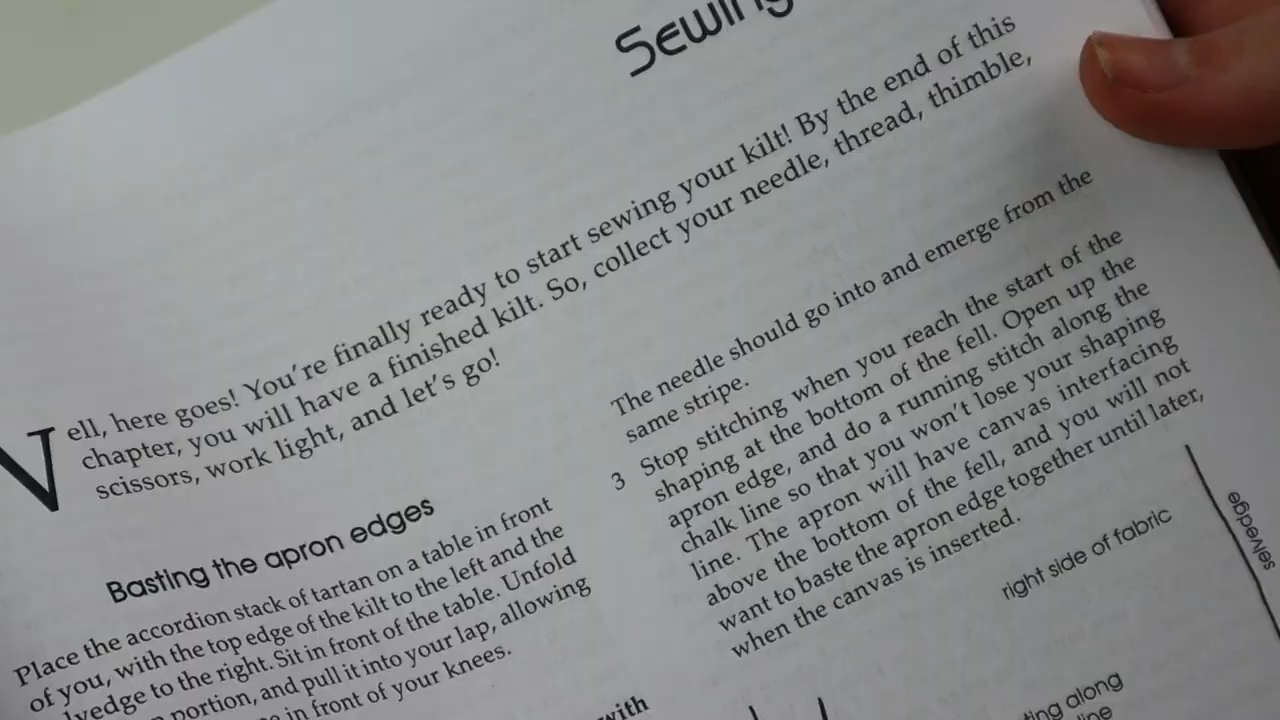 Sewing
Well, here goes! You're finally ready to start sewing your kilt! By the end of this
chapter, you will have a finished kilt. So, collect your needle, thread, thimble,
scissors, work light, and let's go!
Basting the apron edges
Place the accordion stack of tartan on a table in front
of you, with the top edge of the kilt to the left and the
lvedge to the right. Sit in front of the table. Unfold
portion, and pull it into your lap, allowing
in front of your knees.
with
The needle should go into and emerge from the
same stripe.
3 Stop stitching when you reach the start of the
shaping at the bottom of the fell. Open up the
apron edge, and do a running stitch along the
chalk line so that you won't lose your shaping
line. The apron will have canvas interfacing
above the bottom of the fell, and you will not
want to baste the apron edge together until later,
when the canvas is inserted.
right side of fabric
selvedge
ting along
line